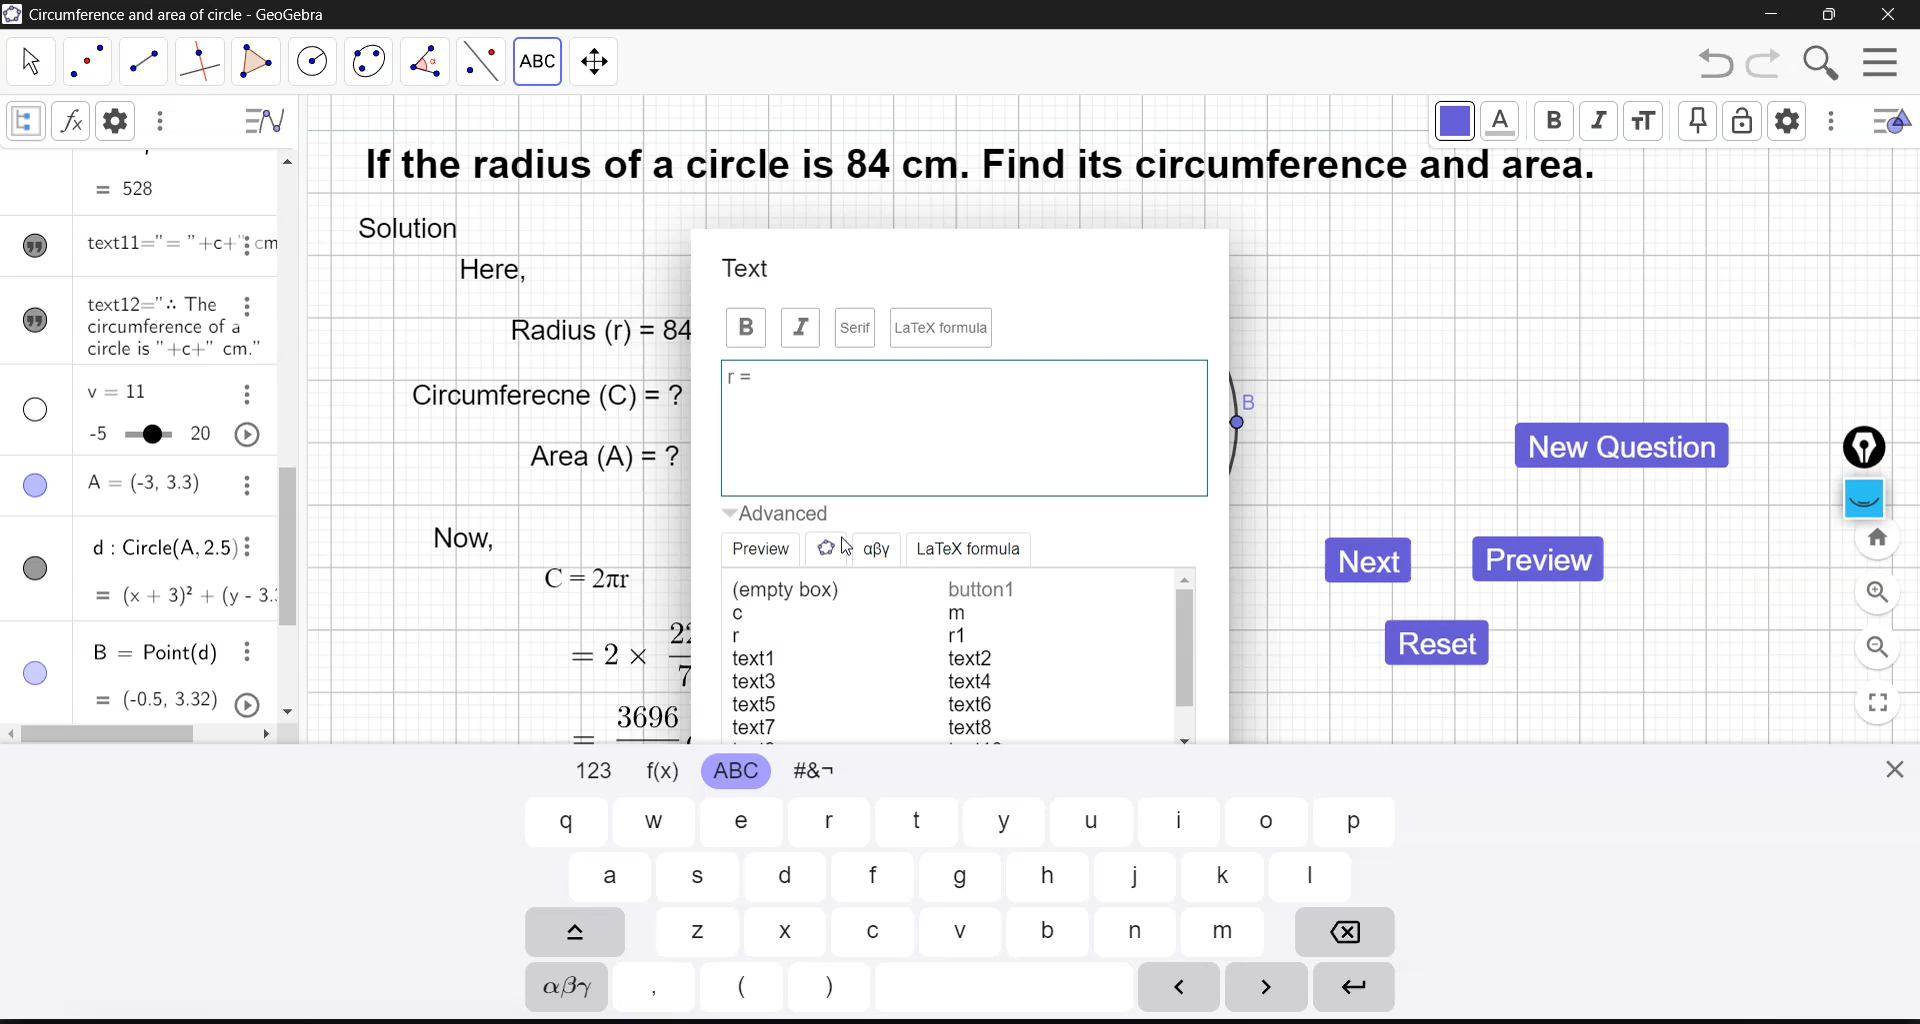 Circumference and area of circle - GeoGebra
ABC
fx
A B I TT
If the radius of a circle is 84 cm. Find its circumference and area.
= 528
text11="= "+c+" cm
text12="∴ The
circumference of a
circle is "+c+" cm."
v = 11
-5 20
A = (-3, 3.3)
d : Circle(A, 2.5)
= (x + 3)² + (y - 3.
B = Point(d)
= (-0.5, 3.32)
Solution
Here,
Radius (r) = 84
Circumferecne (C) = ?
Area (A) = ?
Now,
C = 2πr
= 2 × 22
7
= 3696
Text
B I Serif LaTeX formula
r =
Advanced
Preview αβγ LaTeX formula
(empty box) button1
c m
r r1
text1 text2
text3 text4
text5 text6
text7 text8
B
New Question
Next Preview
Reset
123 f(x) ABC #&¬
q w e r t y u i o p
a s d f g h j k l
z x c v b n m
αβγ , ( ) < >